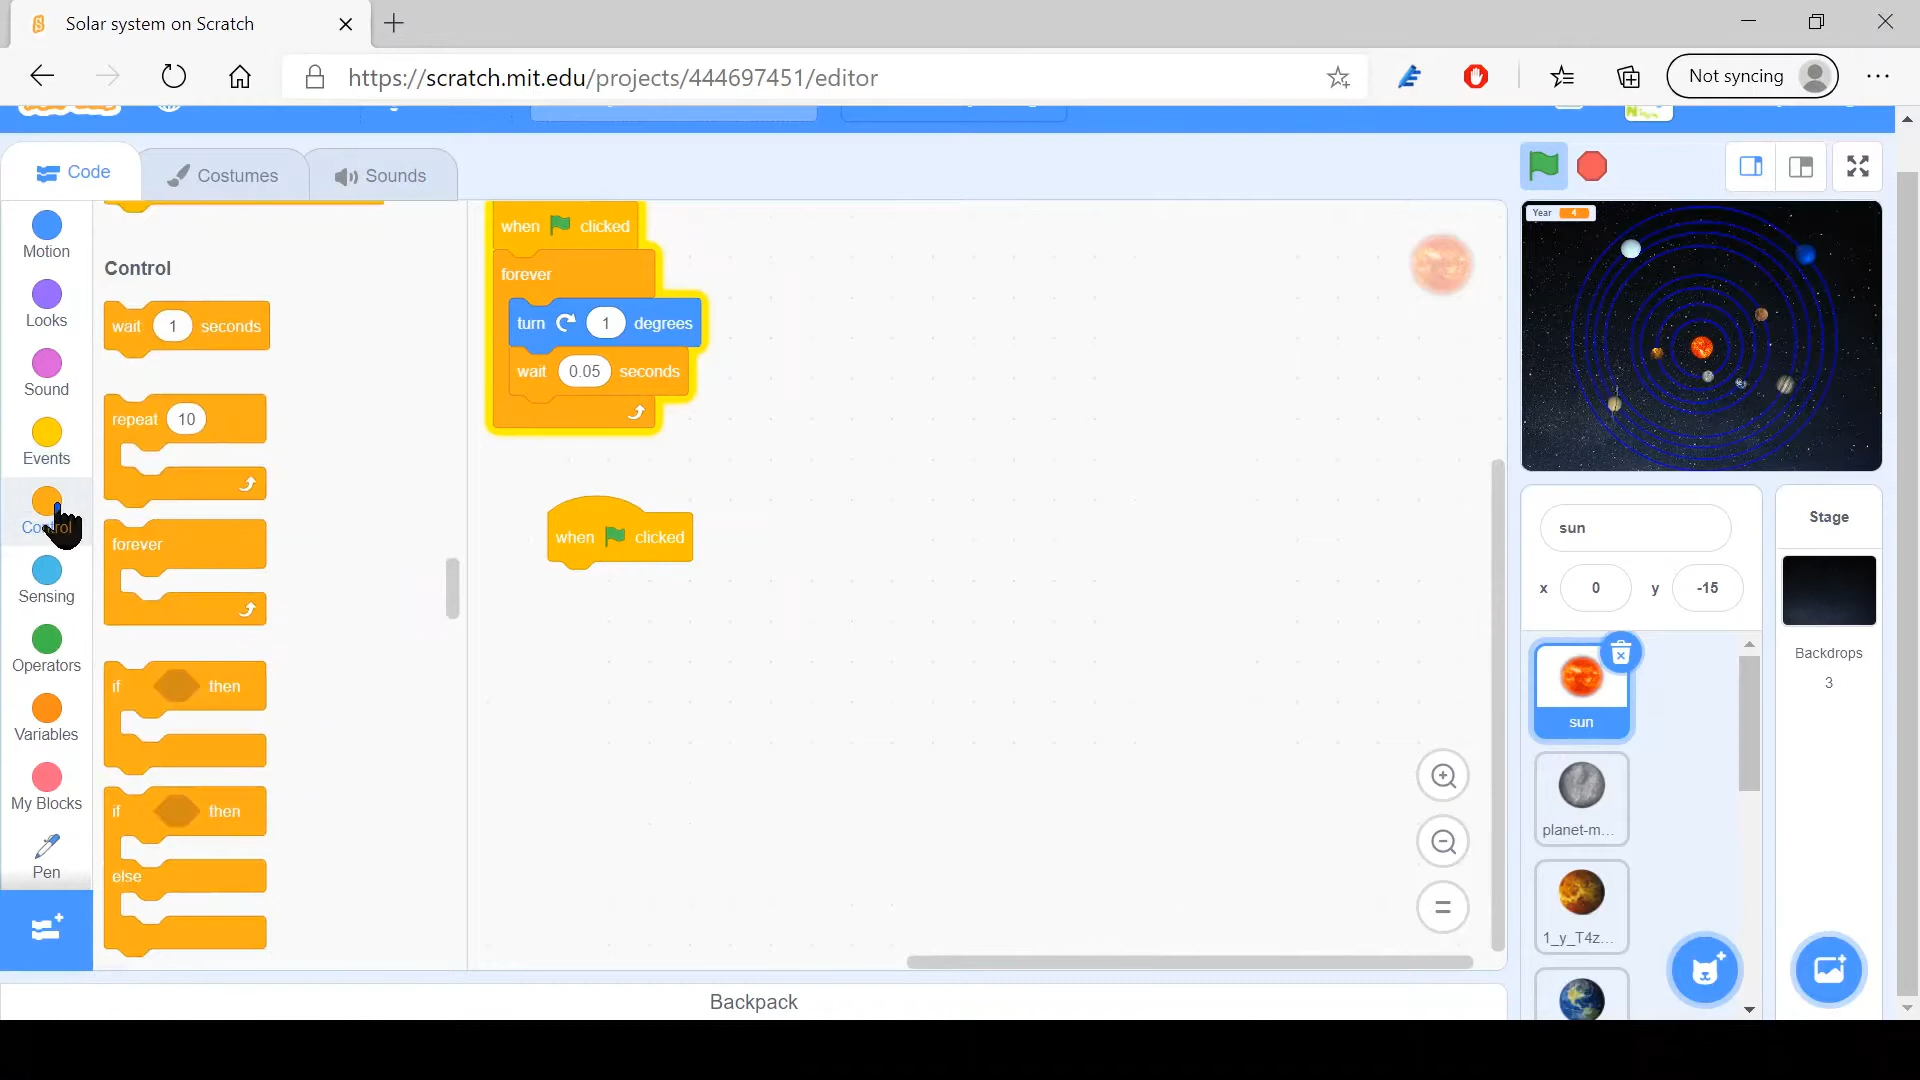 Solar system on Scratch
https://scratch.mit.edu/projects/444697451/editor
Not syncing
Code
Costumes
Sounds
Motion
Looks
Sound
Events
Control
Sensing
Operators
Variables
My Blocks
Pen
Control
wait 1 seconds
repeat 10
forever
if then
if then
else
when clicked
forever
turn 1 degrees
wait 0.05 seconds
when clicked
Year 4
sun
x 0 y -15
Stage
Backdrops
3
sun
planet-m...
1_y_T4z...
Backpack